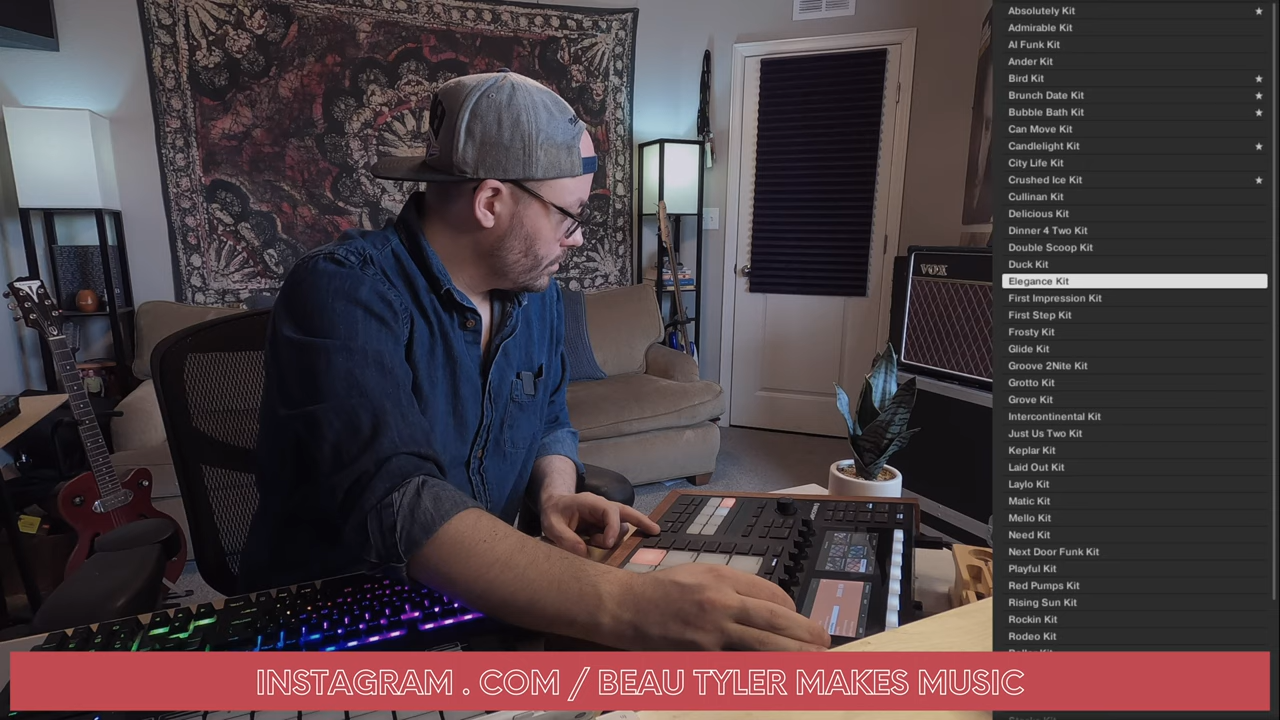 Absolutely Kit ★
Admirable Kit
AI Funk Kit
Ander Kit
Bird Kit ★
Brunch Date Kit ★
Bubble Bath Kit ★
Can Move Kit
Candlelight Kit ★
City Life Kit
Crushed Ice Kit ★
Cullinan Kit
Delicious Kit
Dinner 4 Two Kit
Double Scoop Kit
Duck Kit
Elegance Kit
First Impression Kit
First Step Kit
Frosty Kit
Glide Kit
Groove 2Nite Kit
Grotto Kit
Grove Kit
Intercontinental Kit
Just Us Two Kit
Keplar Kit
Laid Out Kit
Laylo Kit
Matic Kit
Mello Kit
Need Kit
Next Door Funk Kit
Playful Kit
Red Pumps Kit
Rising Sun Kit
Rockin Kit
Rodeo Kit
VOX
INSTAGRAM . COM / BEAU TYLER MAKES MUSIC